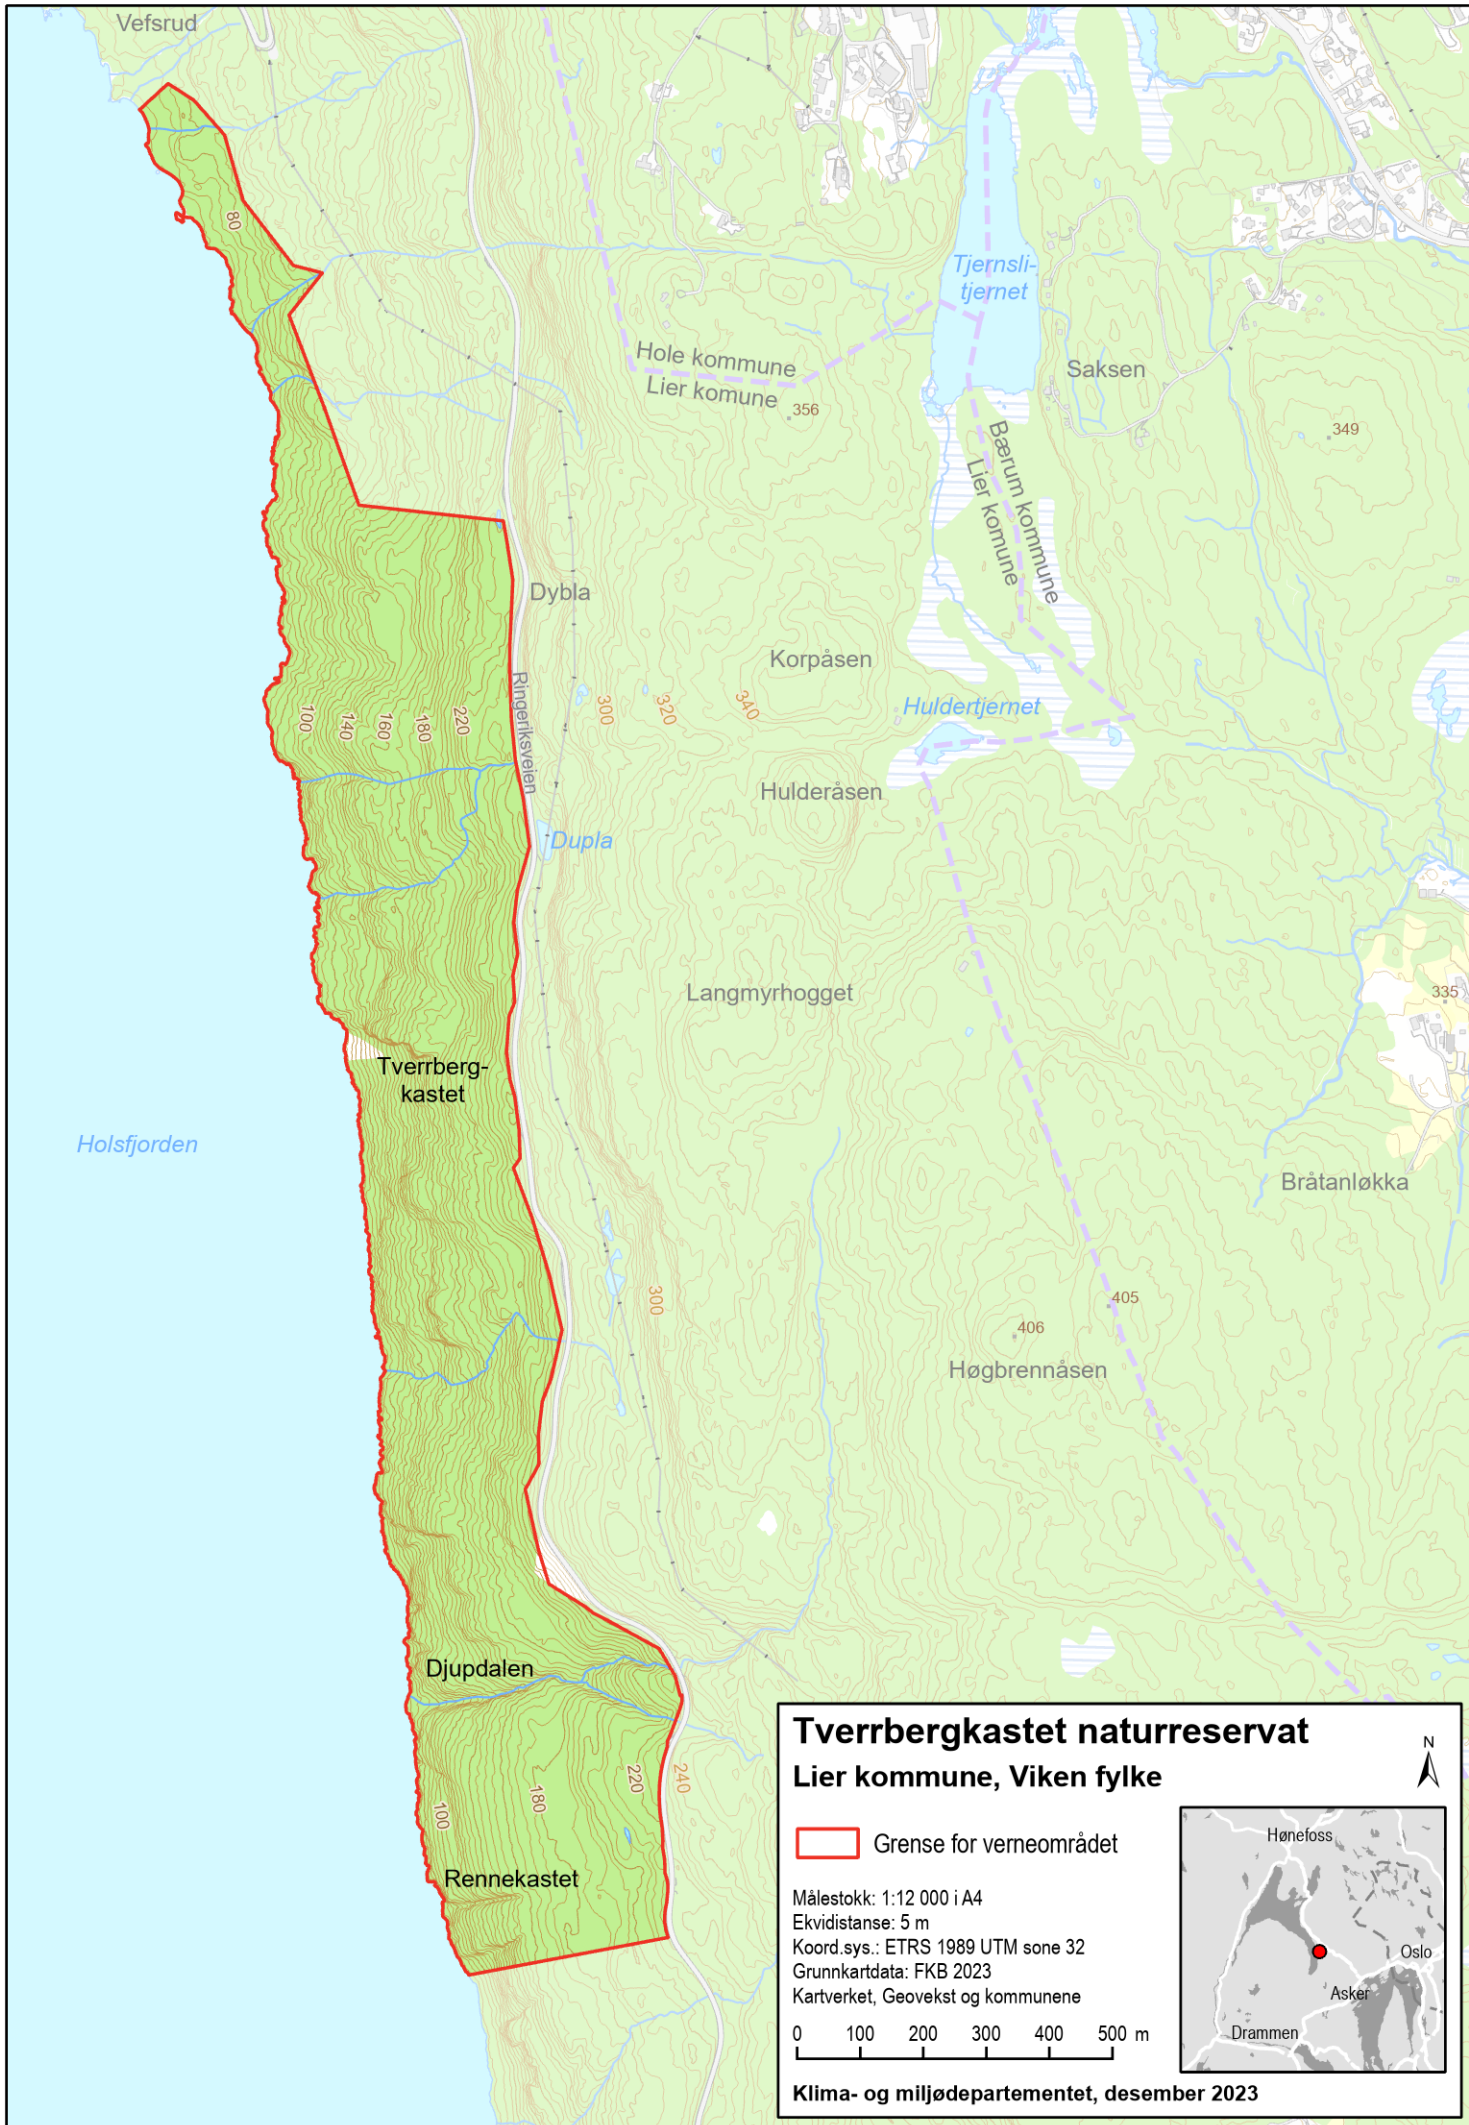 Vefsrud
80
Tjernsli-
tjernet
Hole kommune
Lier komune
Saksen
356
349
Bærum kommune
Lier komune
Dybla
Korpåsen
Ringeriksveien
300
320
340
Huldertjernet
100
140
160
180
220
Hulderåsen
Dupla
Langmyrhogget
335
Tverrberg-
kastet
Holsfjorden
Bråtanløkka
300
405
406
Høgbrennåsen
Djupdalen
100
180
220
240
Rennekastet
Tverrbergkastet naturreservat
Lier kommune, Viken fylke
N
Grense for verneområdet
Målestokk: 1:12 000 i A4
Ekvidistanse: 5 m
Koord.sys.: ETRS 1989 UTM sone 32
Grunnkartdata: FKB 2023
Kartverket, Geovekst og kommunene
0 100 200 300 400 500 m
Hønefoss
Oslo
Asker
Drammen
Klima- og miljødepartementet, desember 2023